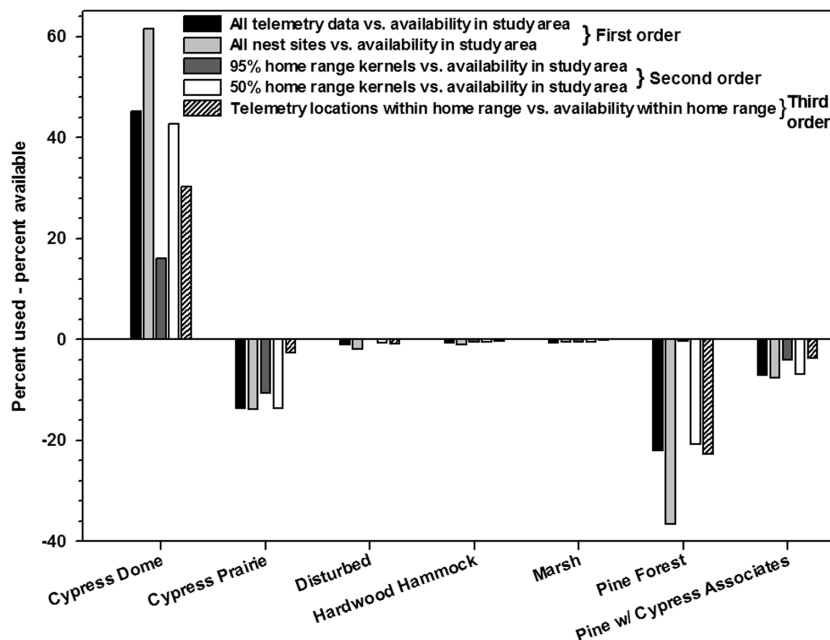 All telemetry data vs. availability in study area
All nest sites vs. availability in study area
} First order
95% home range kernels vs. availability in study area
50% home range kernels vs. availability in study area
} Second order
Telemetry locations within home range vs. availability within home range
} Third order
Percent used - percent available
60
40
20
0
-20
-40
Cypress Dome
Cypress Prairie
Disturbed
Hardwood Hammock
Marsh
Pine Forest
Pine w/ Cypress Associates